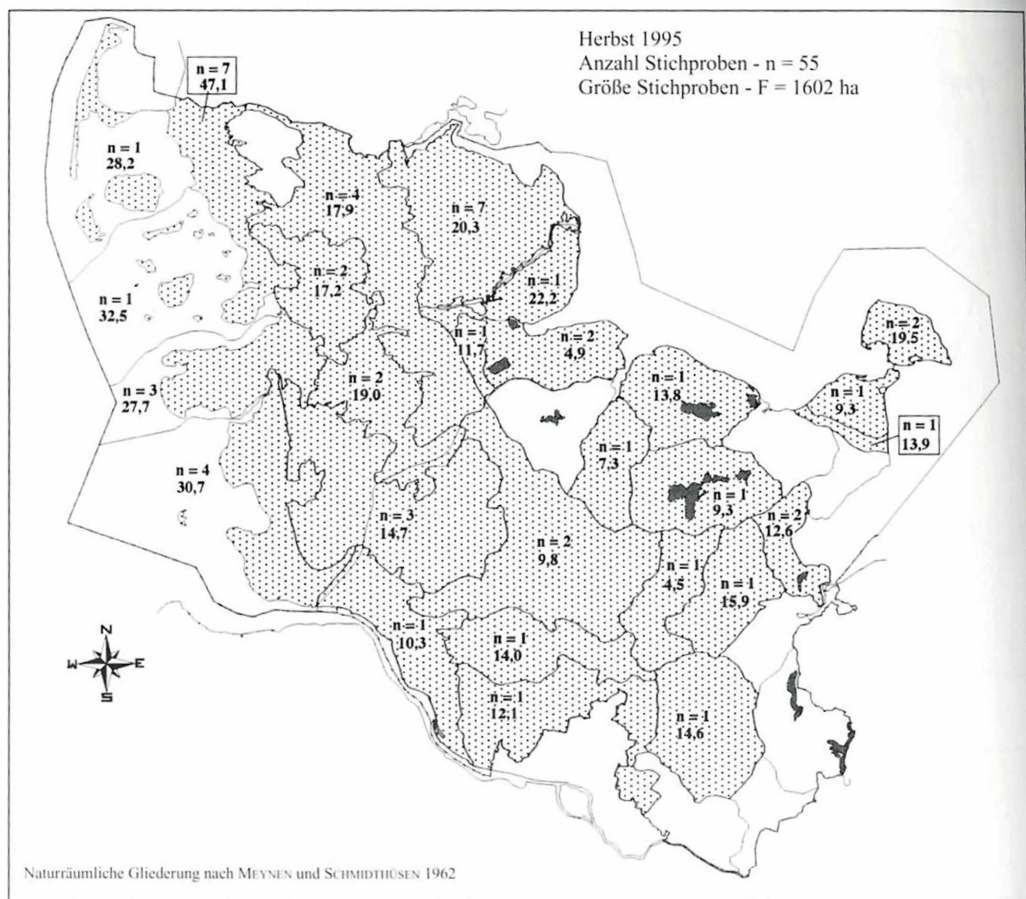 Herbst 1995
Anzahl Stichproben - n = 55
Größe Stichproben - F = 1602 ha
n = 7
47,1
n = 1
28,2
n = 4
17,9
n = 7
20,3
n = 2
17,2
n = 1
22,2
n = 1
32,5
n = 1
11,7
n = 2
4,9
n = 2
19,5
n = 3
27,7
n = 2
19,0
n = 1
13,8
n = 1
9,3
n = 1
13,9
n = 1
7,3
n = 4
30,7
n = 1
9,3
n = 3
14,7
n = 2
12,6
n = 2
9,8
n = 1
4,5
n = 1
15,9
n = 1
10,3
n = 1
14,0
n = 1
12,1
n = 1
14,6
N
W
E
S
Naturräumliche Gliederung nach MEYNEN und SCHMIDTHÜSEN 1962